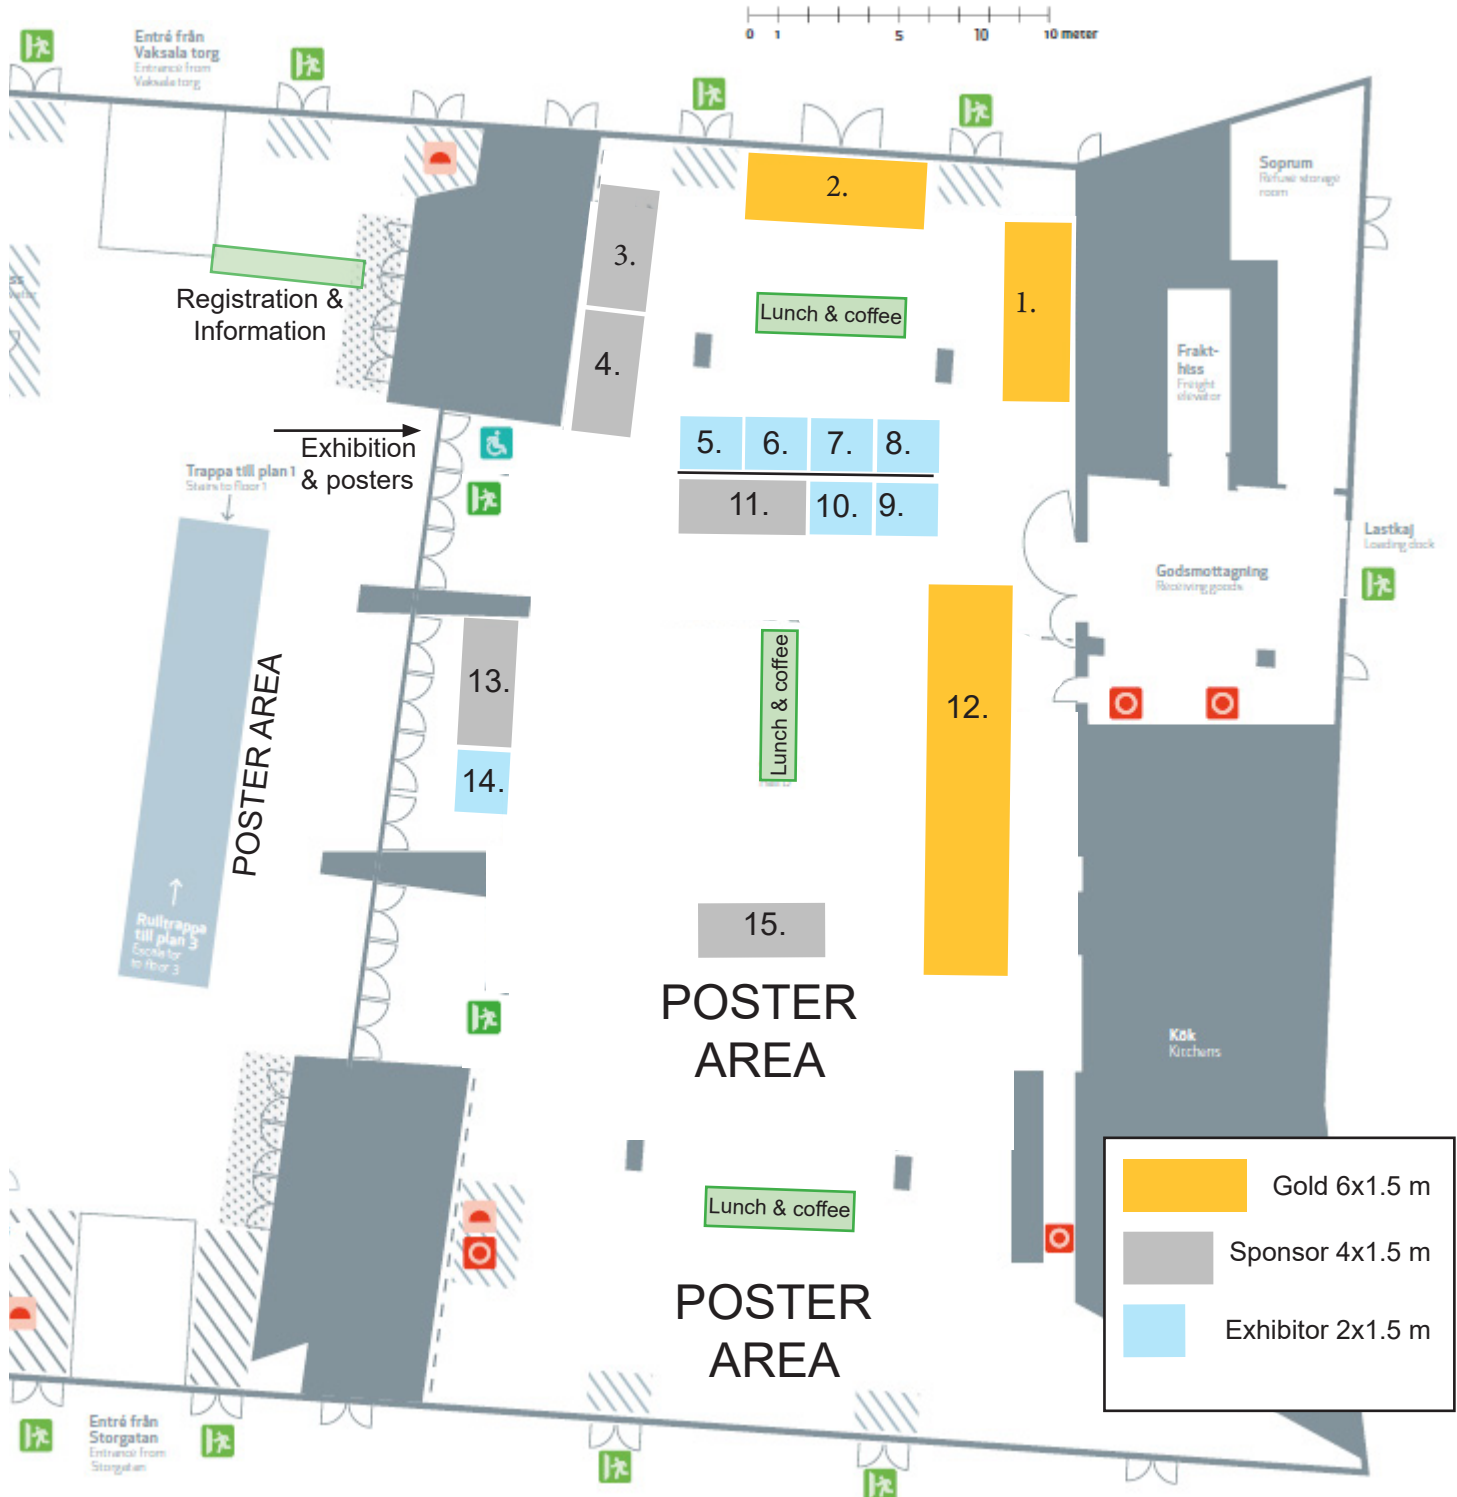 0 1 5 10 10 meter
Entré från
Vaksala torg
Entrance from
Vaksala torg
Soprum
Refuse storage
room
2.
3.
1.
Registration &
Information
Lunch & coffee
4.
Frakt-
hiss
Freight
elevator
Exhibition
& posters
5. 6. 7. 8.
11. 10. 9.
Trappa till plan 1
Stairs to floor 1
Lastkaj
Loading dock
Godsmottagning
Receiving goods
13.
14.
Lunch & coffee
12.
POSTER AREA
Rulltrappa
till plan 3
Escalator
to floor 3
15.
POSTER
AREA
Kök
Kitchens
Lunch & coffee
POSTER
AREA
Gold 6x1.5 m
Sponsor 4x1.5 m
Exhibitor 2x1.5 m
Entré från
Storgatan
Entrance from
Storgatan